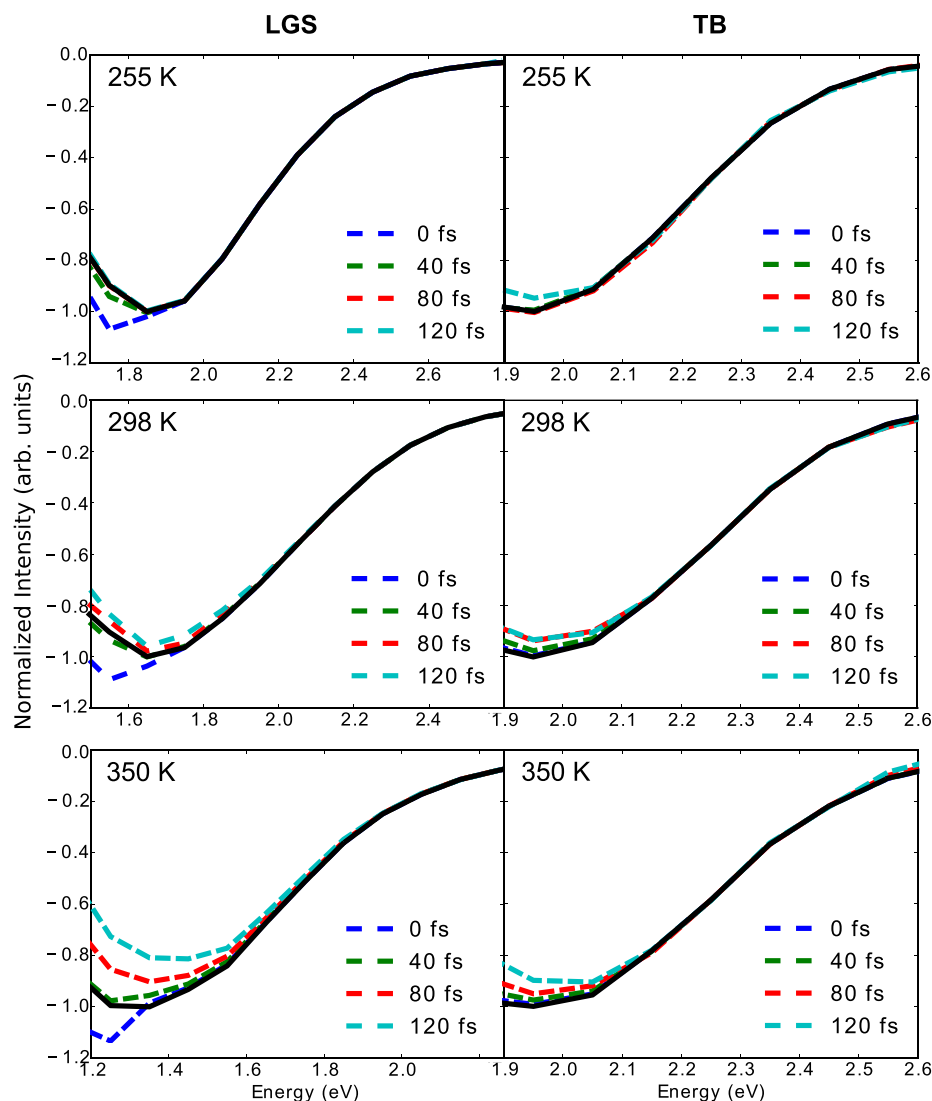 LGS TB
Normalized Intensity (arb. units)
255 K
0.0
−0.2
−0.4
−0.6
−0.8
−1.0
−1.2
0 fs
40 fs
80 fs
120 fs
1.8 2.0 2.2 2.4 2.6
255 K
0 fs
40 fs
80 fs
120 fs
1.9 2.0 2.1 2.2 2.3 2.4 2.5 2.6
298 K
0.0
−0.2
−0.4
−0.6
−0.8
−1.0
−1.2
0 fs
40 fs
80 fs
120 fs
1.6 1.8 2.0 2.2 2.4
298 K
0 fs
40 fs
80 fs
120 fs
1.9 2.0 2.1 2.2 2.3 2.4 2.5 2.6
350 K
0.0
−0.2
−0.4
−0.6
−0.8
−1.0
−1.2
0 fs
40 fs
80 fs
120 fs
1.2 1.4 1.6 1.8 2.0
Energy (eV)
350 K
0 fs
40 fs
80 fs
120 fs
1.9 2.0 2.1 2.2 2.3 2.4 2.5 2.6
Energy (eV)